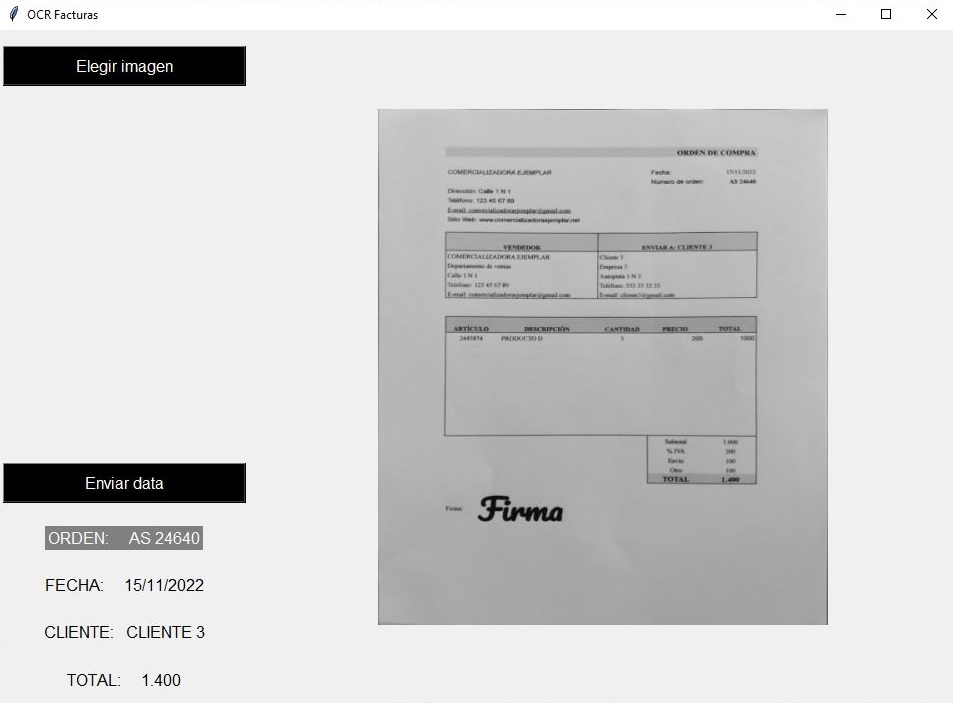 OCR Facturas
Elegir imagen
Enviar data
ORDEN: AS 24640
FECHA: 15/11/2022
CLIENTE: CLIENTE 3
TOTAL: 1.400
ORDEN DE COMPRA
COMERCIALIZADORA EJEMPLAR
Fecha: 15/11/2022
Número de orden: AS 24640
Dirección: Calle 1 N 1
Teléfono: 123 45 67 89
E-mail: comercializadoraejemplar@gmail.com
Sitio Web: www.comercializadoraejemplar.net
VENDEDOR ENVIAR A: CLIENTE 3
COMERCIALIZADORA EJEMPLAR Cliente 3
Departamento de ventas Empresa 3
Calle 1 N 1 Autopista 1 N 3
Teléfono: 123 45 67 89 Teléfono: 333 33 33 33
E-mail: comercializadoraejemplar@gmail.com E-mail: cliente3@gmail.com
ARTÍCULO DESCRIPCIÓN CANTIDAD PRECIO TOTAL
PRODUCTO D 5 200 1000
Subtotal 1.000
% IVA 200
Envío 100
Otro 100
TOTAL 1.400
Firma Firma